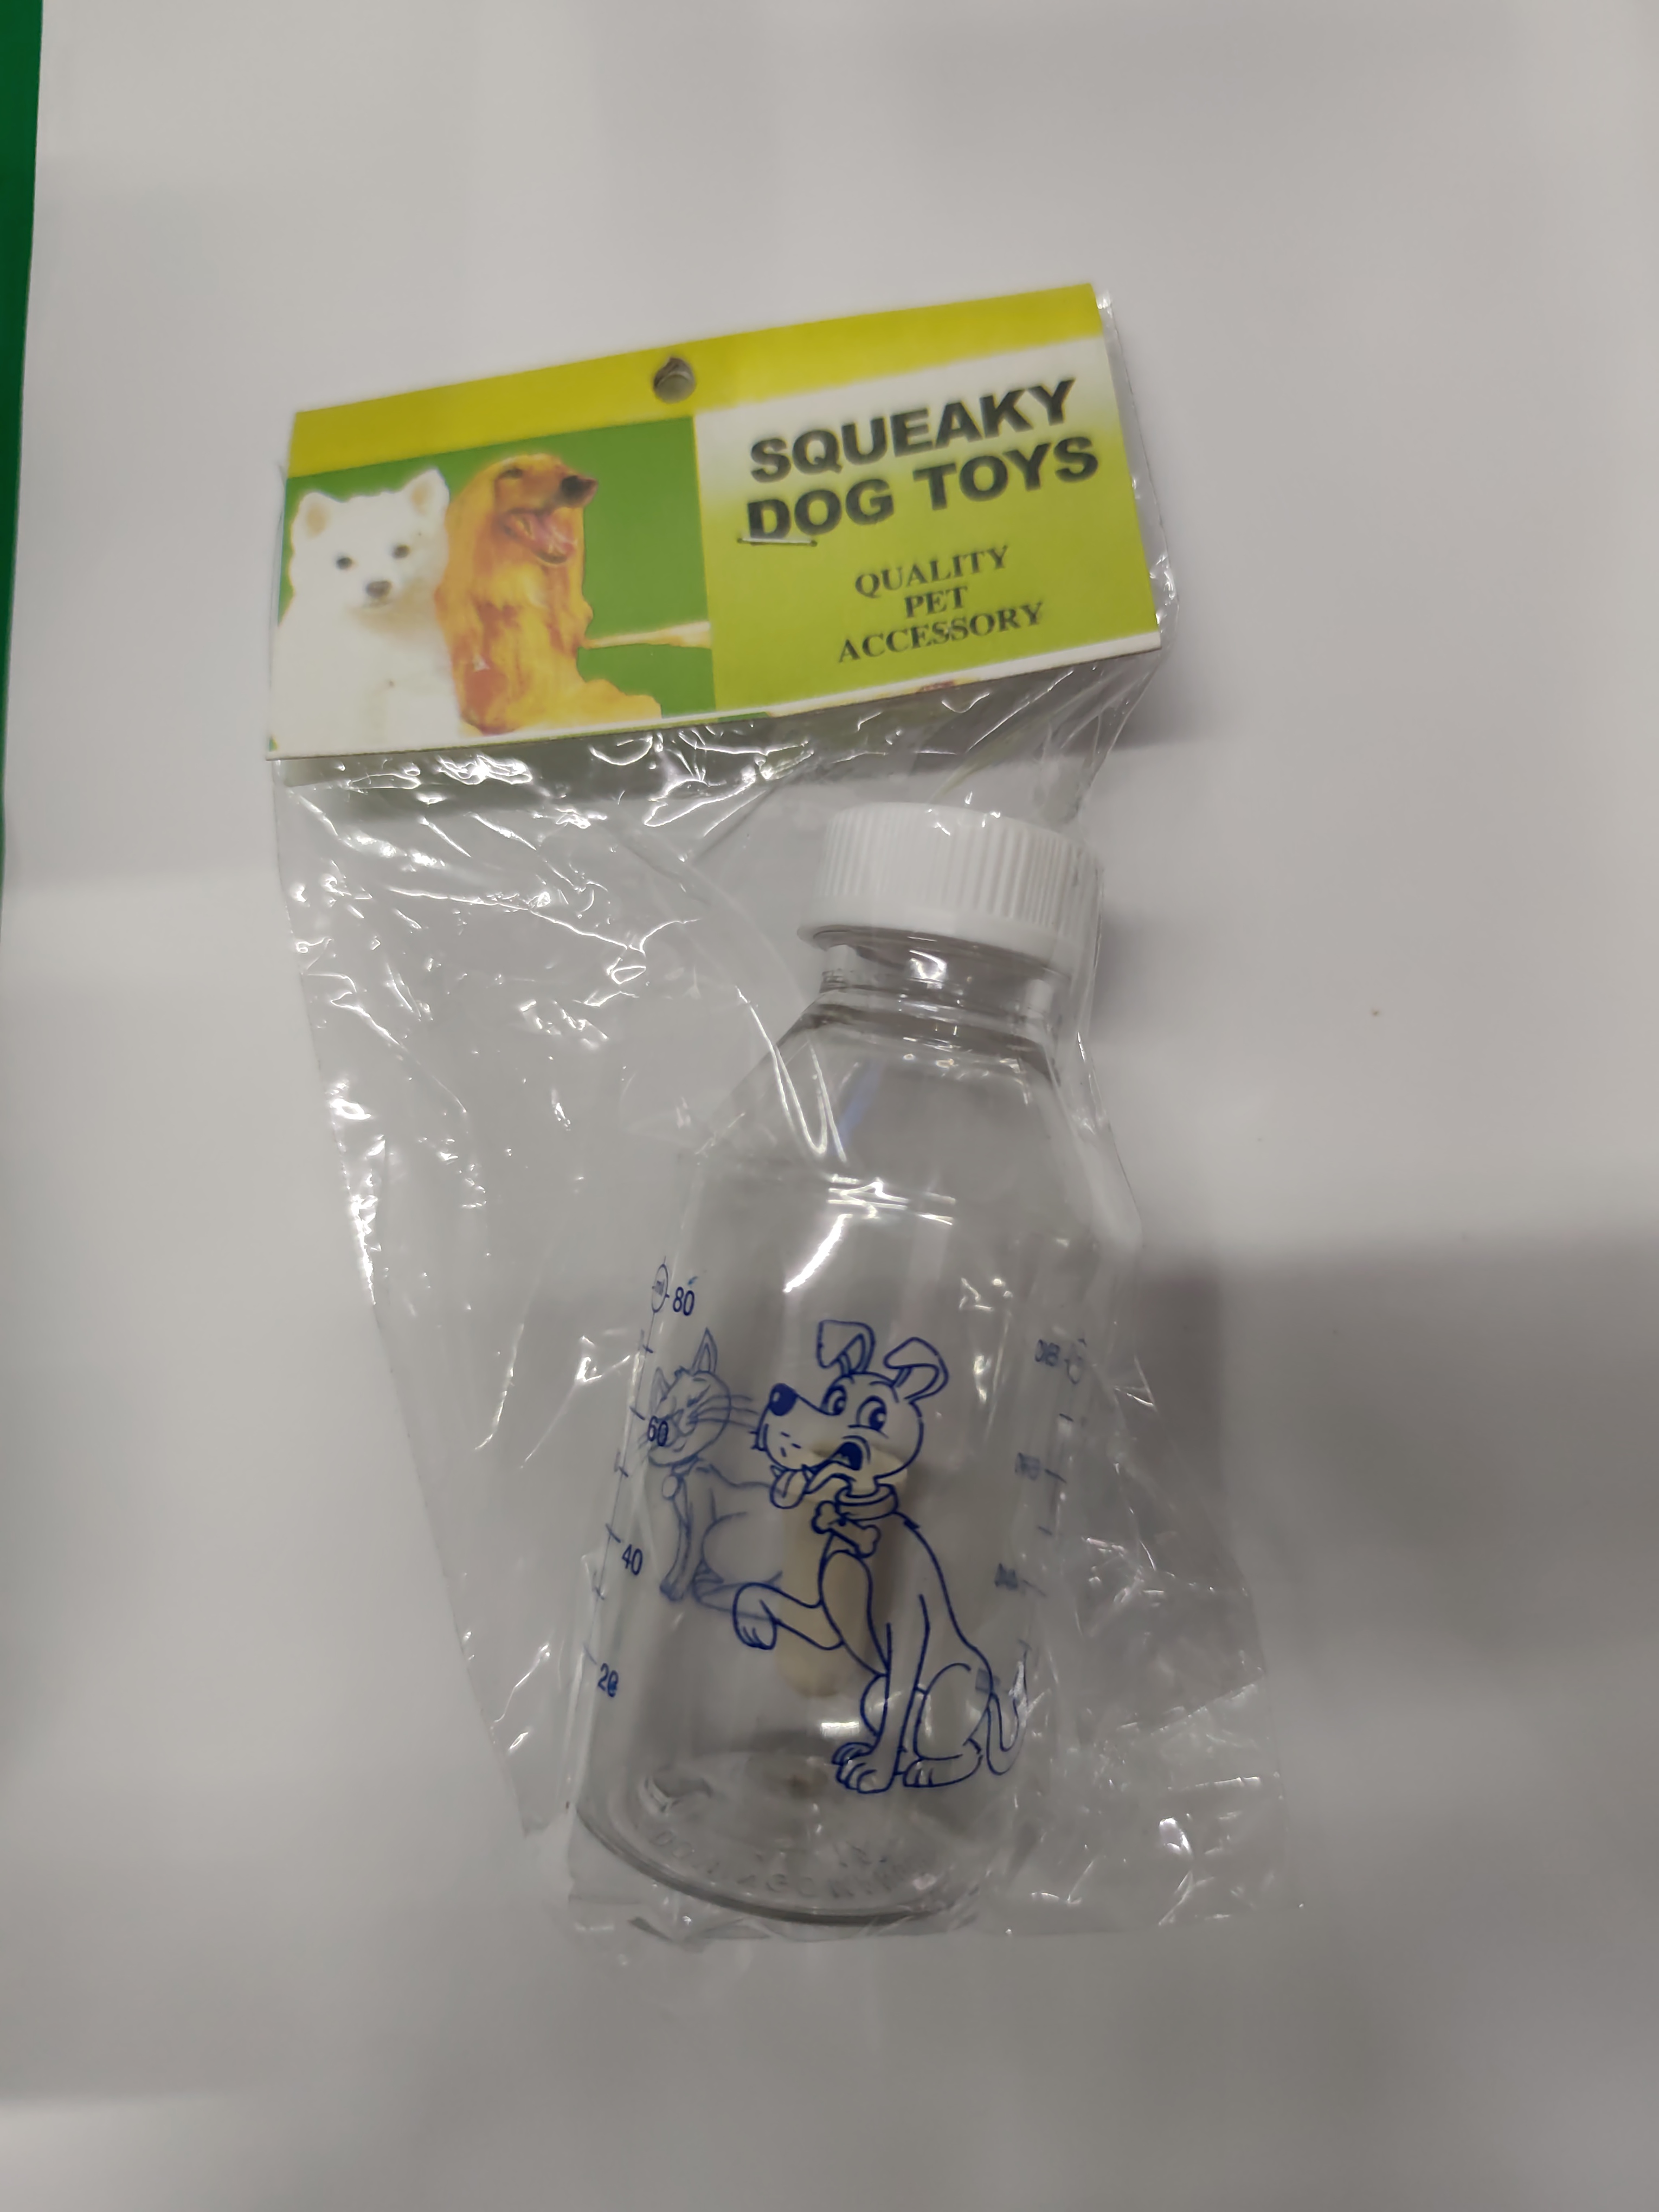 SQUEAKY
DOG TOYS
QUALITY
PET
ACCESSORY
80
60
40
20